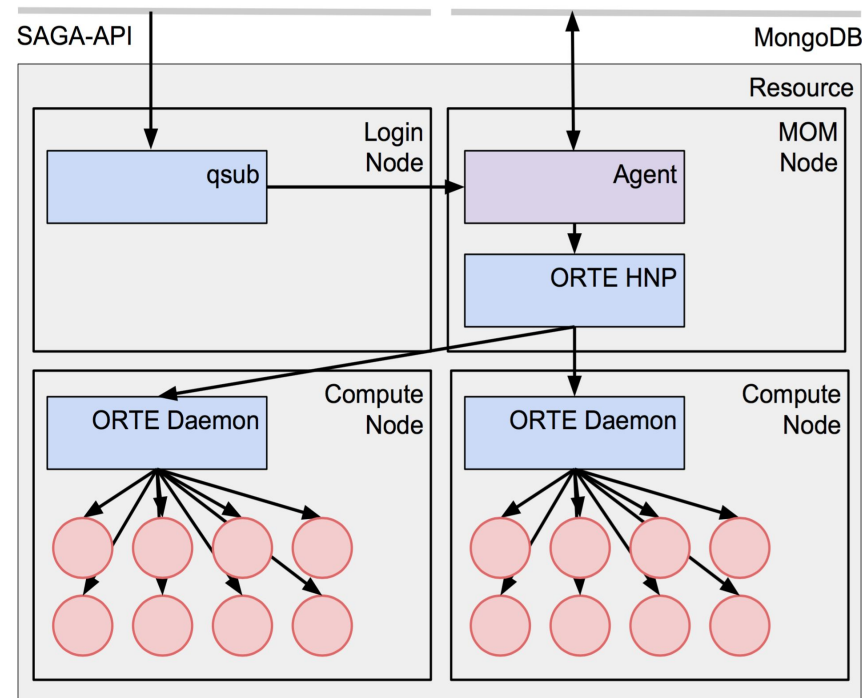 SAGA-API
MongoDB
Resource
Login
Node
MOM
Node
qsub
Agent
ORTE HNP
Compute
Node
Compute
Node
ORTE Daemon
ORTE Daemon